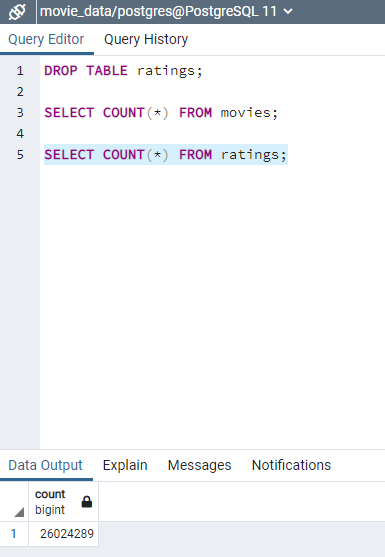 movie_data/postgres@PostgreSQL 11
Query Editor Query History
1 DROP TABLE ratings;
2
3 SELECT COUNT(*) FROM movies;
4
5 SELECT COUNT(*) FROM ratings;
Data Output Explain Messages Notifications
count
bigint
1 26024289